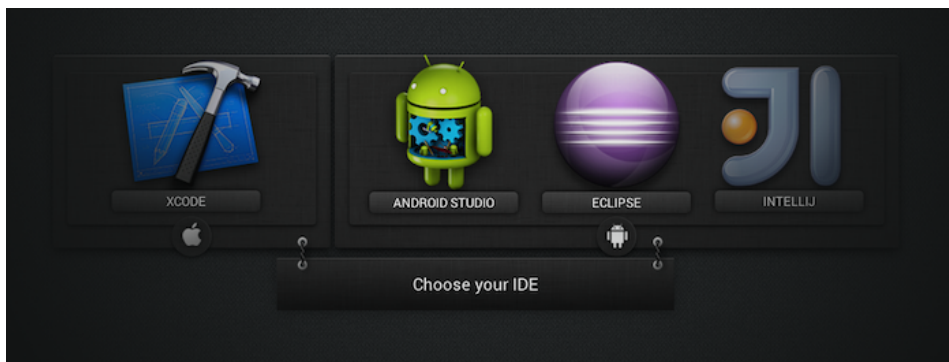 XCODE
ANDROID STUDIO
ECLIPSE
INTELLIJ
Choose your IDE